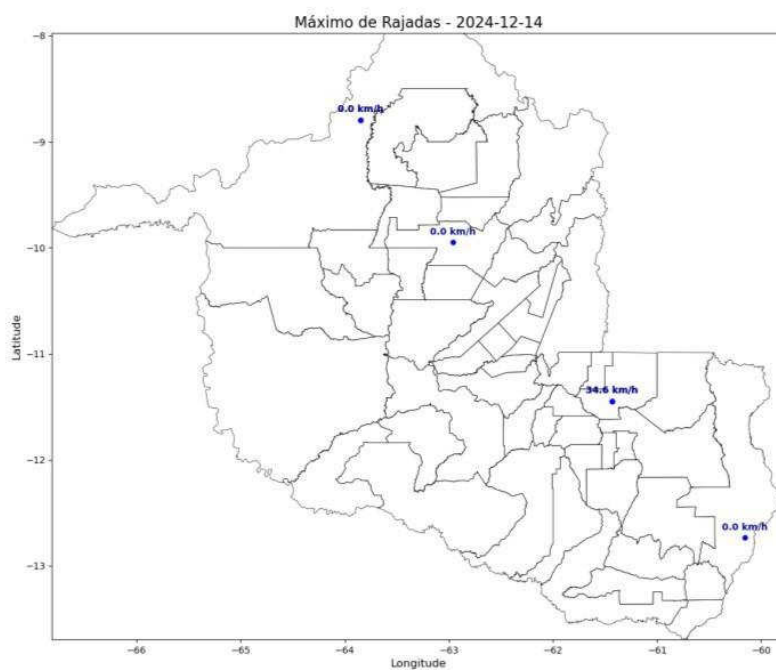 Máximo de Rajadas - 2024-12-14
−8
0.0 km/h
−9
0.0 km/h
−10
Latitude
−11
34.6 km/h
−12
0.0 km/h
−13
−66
−65
−64
−63
−62
−61
−60
Longitude